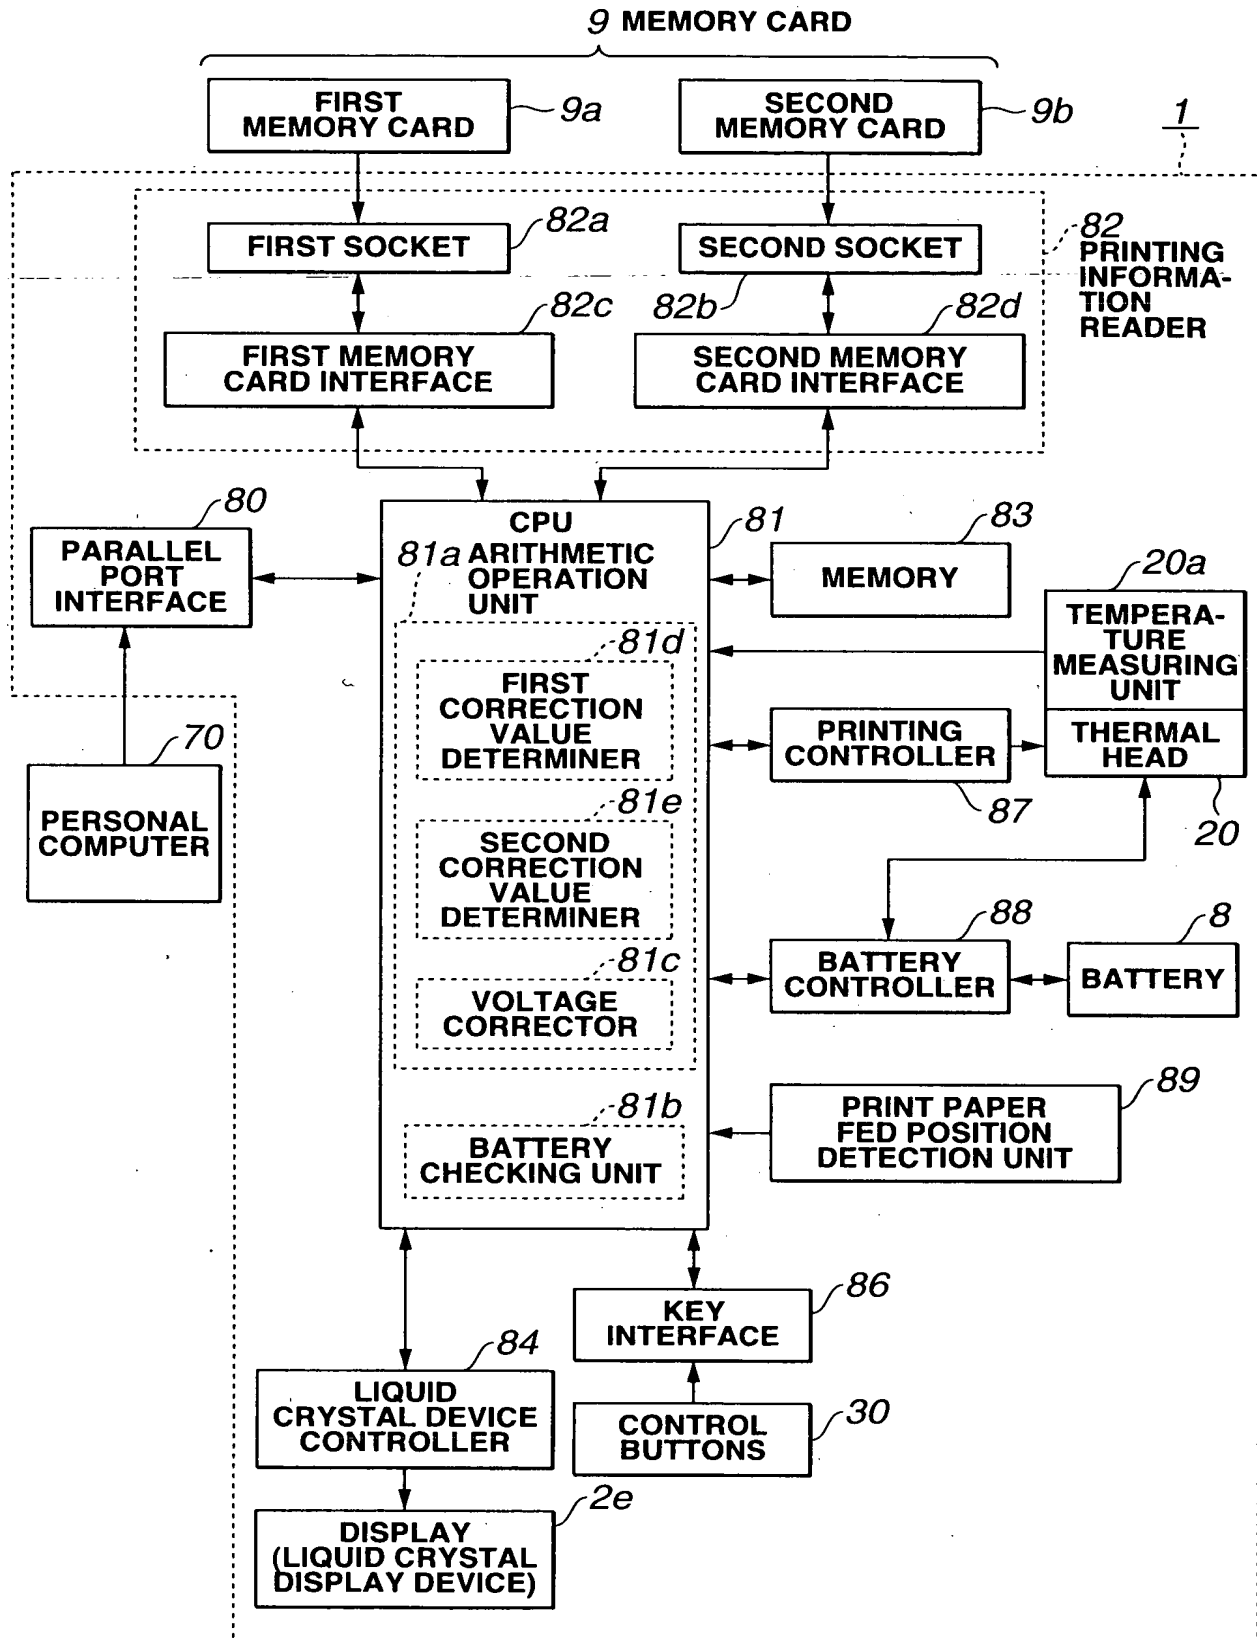 9 MEMORY CARD
FIRST
MEMORY CARD
9a
SECOND
MEMORY CARD
9b
1
FIRST SOCKET
82a
SECOND SOCKET
82b
82
PRINTING
INFORMA-
TION
READER
FIRST MEMORY
CARD INTERFACE
82c
SECOND MEMORY
CARD INTERFACE
82d
80
PARALLEL
PORT
INTERFACE
CPU
81
81a
ARITHMETIC
OPERATION
UNIT
83
MEMORY
20a
TEMPERA-
TURE
MEASURING
UNIT
81d
FIRST
CORRECTION
VALUE
DETERMINER
PRINTING
CONTROLLER
87
THERMAL
HEAD
20
70
PERSONAL
COMPUTER
81e
SECOND
CORRECTION
VALUE
DETERMINER
88
BATTERY
CONTROLLER
8
BATTERY
81c
VOLTAGE
CORRECTOR
89
PRINT PAPER
FED POSITION
DETECTION UNIT
81b
BATTERY
CHECKING UNIT
86
KEY
INTERFACE
84
LIQUID
CRYSTAL DEVICE
CONTROLLER
30
CONTROL
BUTTONS
2e
DISPLAY
(LIQUID CRYSTAL
DISPLAY DEVICE)